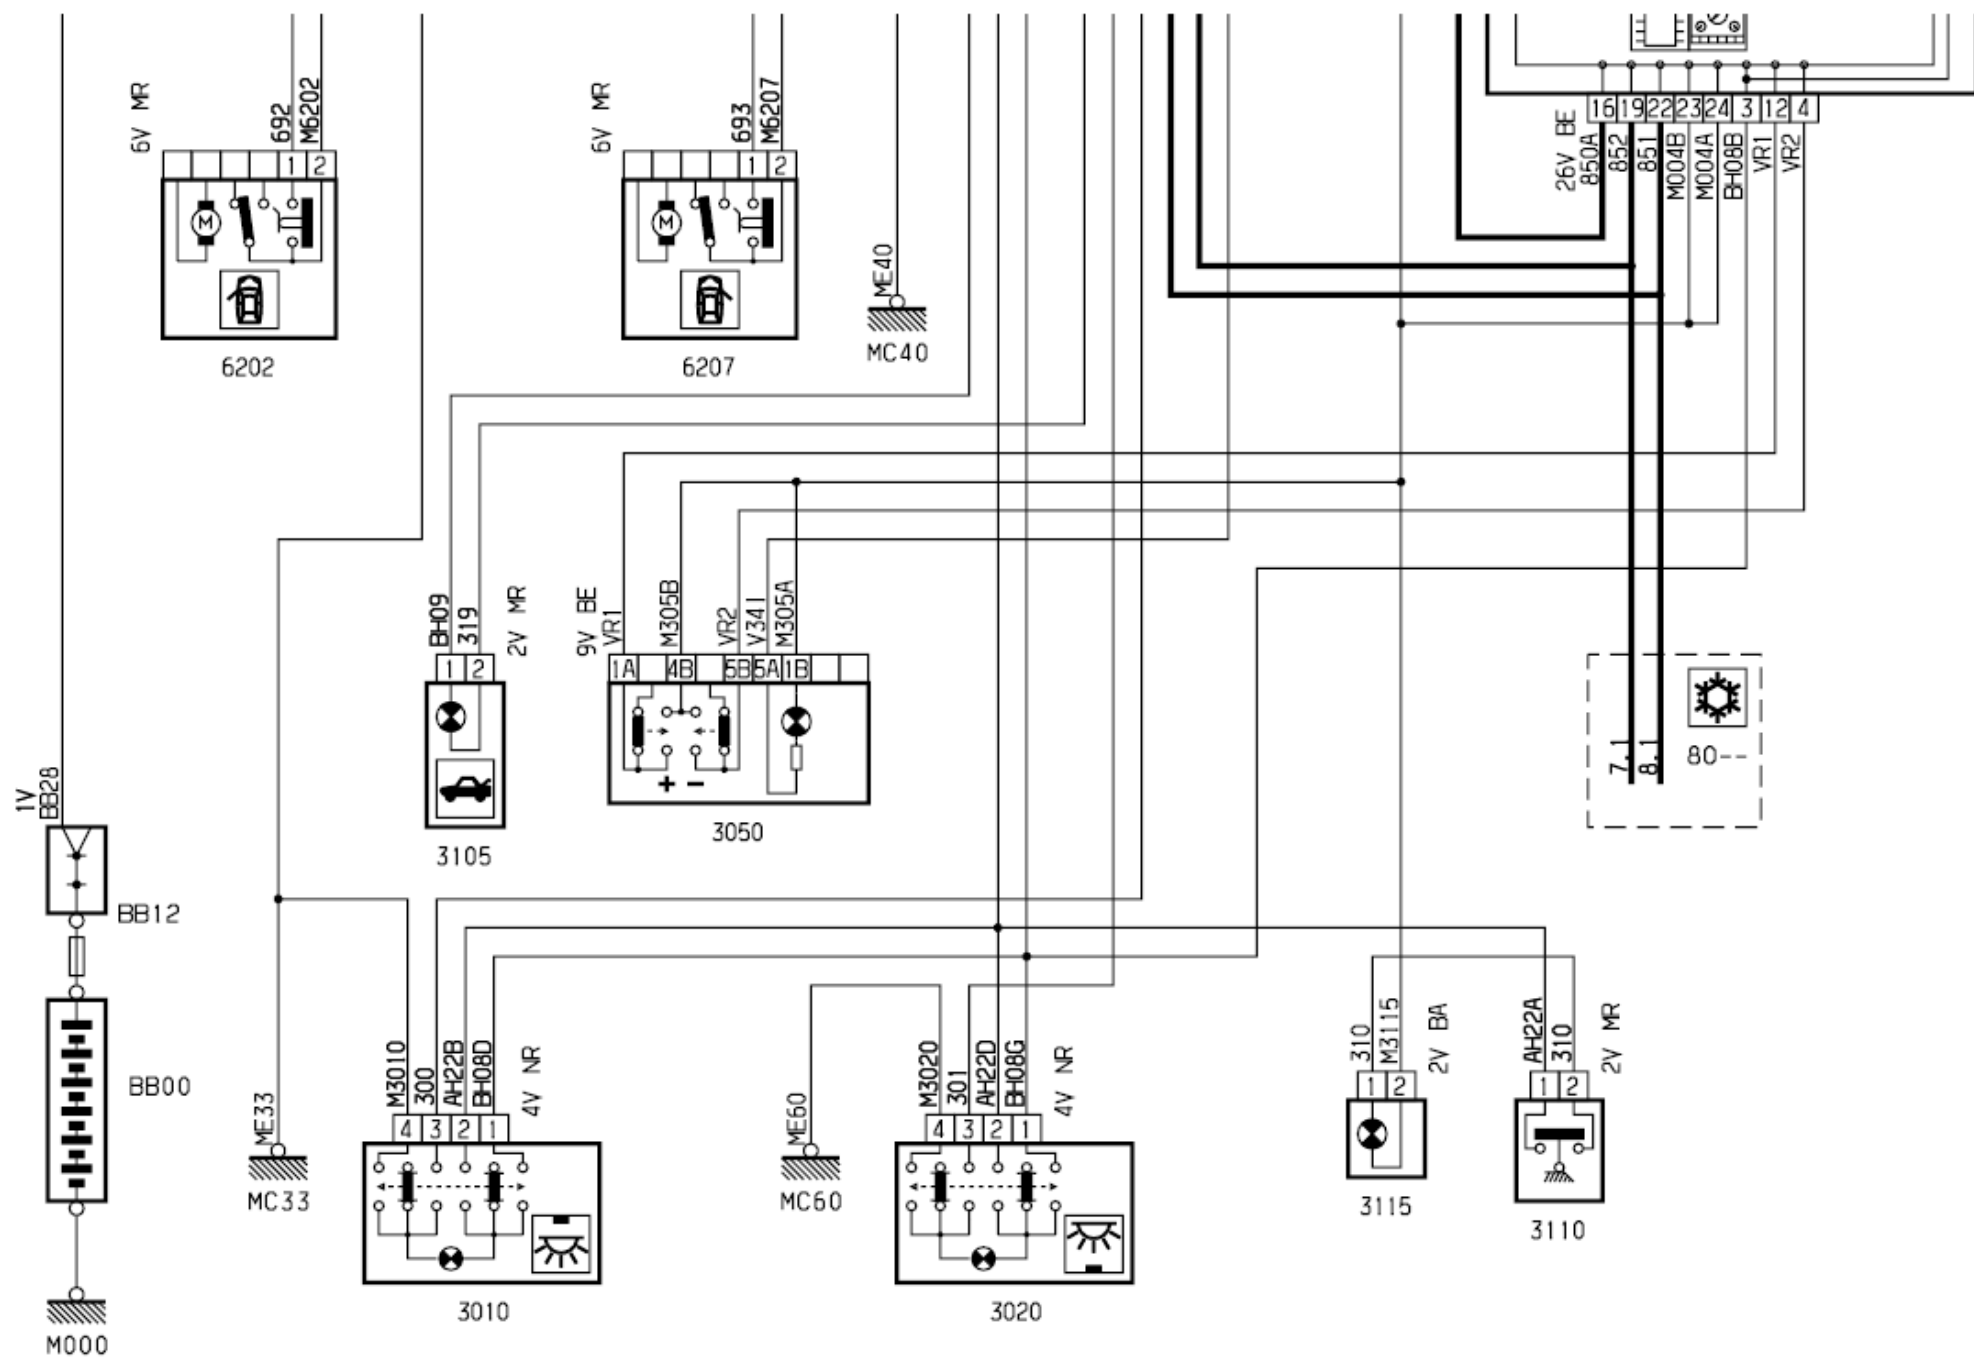 6V MR
692
M6202
1 2
M
6202
6V MR
693
M6207
1 2
M
6207
ME40
MC40
16 19 22 23 24 3 12 4
26V BE
850A
852
851
M004B
M004A
BH08B
VR1
VR2
BH09
319
2V MR
1 2
3105
9V BE
VR1
M305B
VR2
V341
M305A
1A 4B 5B 5A 1B
+ -
3050
7.1
8.1
80--
1V
BB28
BB12
BB00
M000
ME33
MC33
M3010
300
AH22B
BH08D
4V NR
4 3 2 1
3010
ME60
MC60
M3020
301
AH22D
BH08G
4V NR
4 3 2 1
3020
310
M3115
2V BA
1 2
3115
AH22A
310
2V MR
1 2
3110